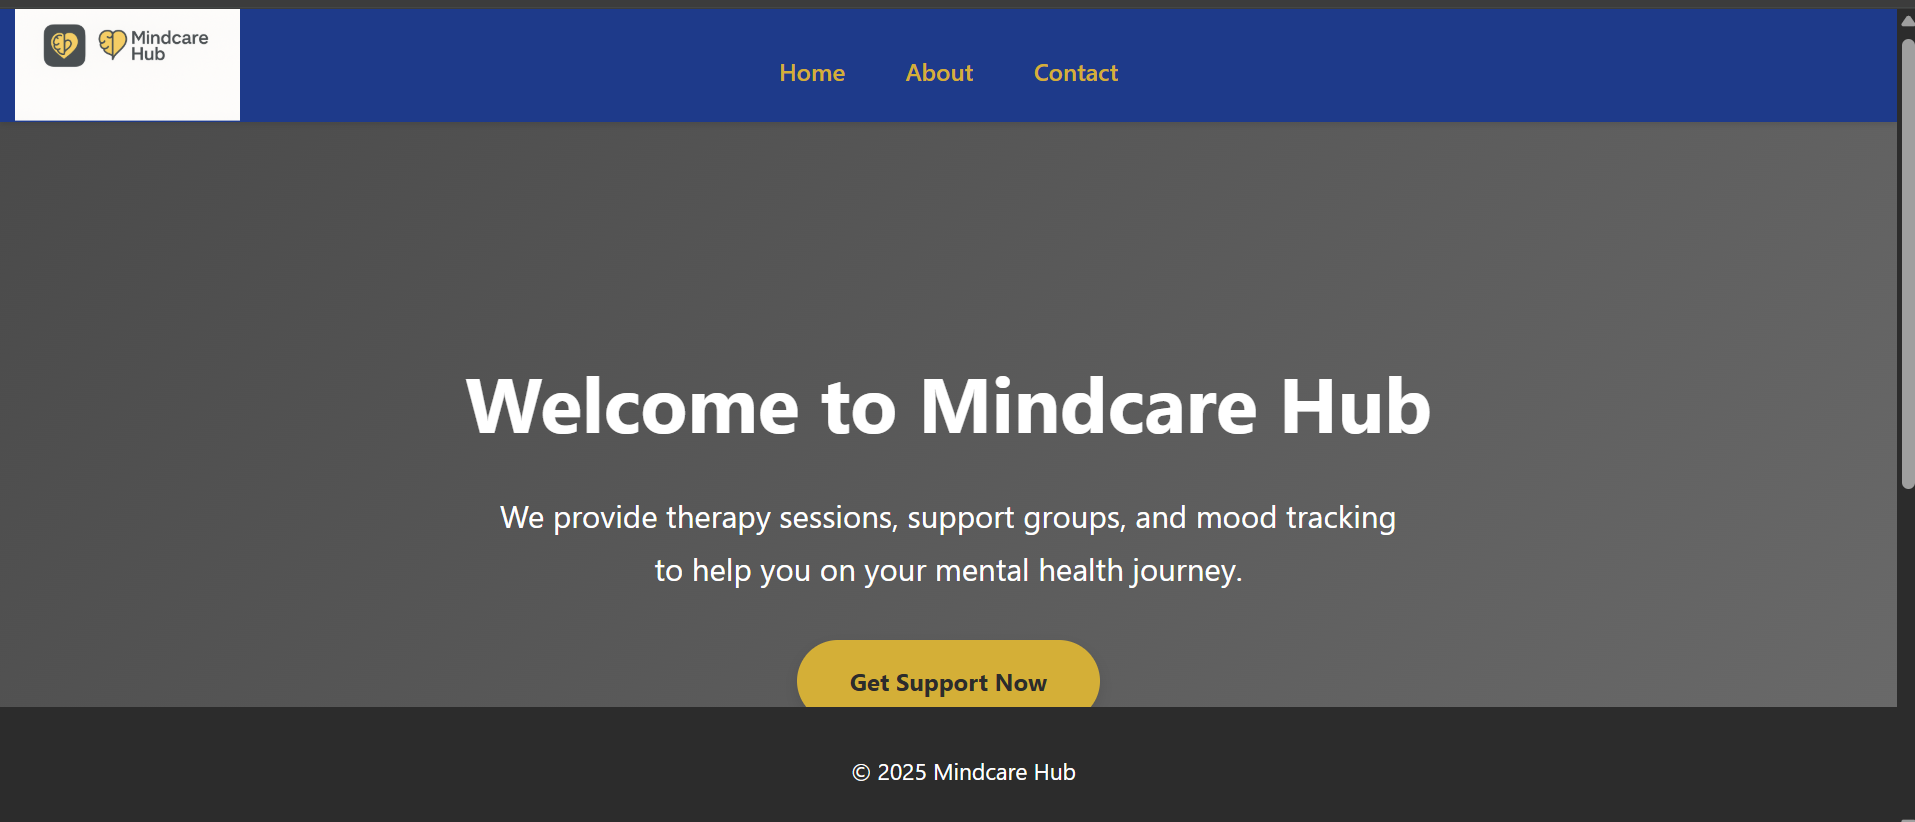 Mindcare
Hub
Home About Contact
Welcome to Mindcare Hub
We provide therapy sessions, support groups, and mood tracking
to help you on your mental health journey.
Get Support Now
© 2025 Mindcare Hub